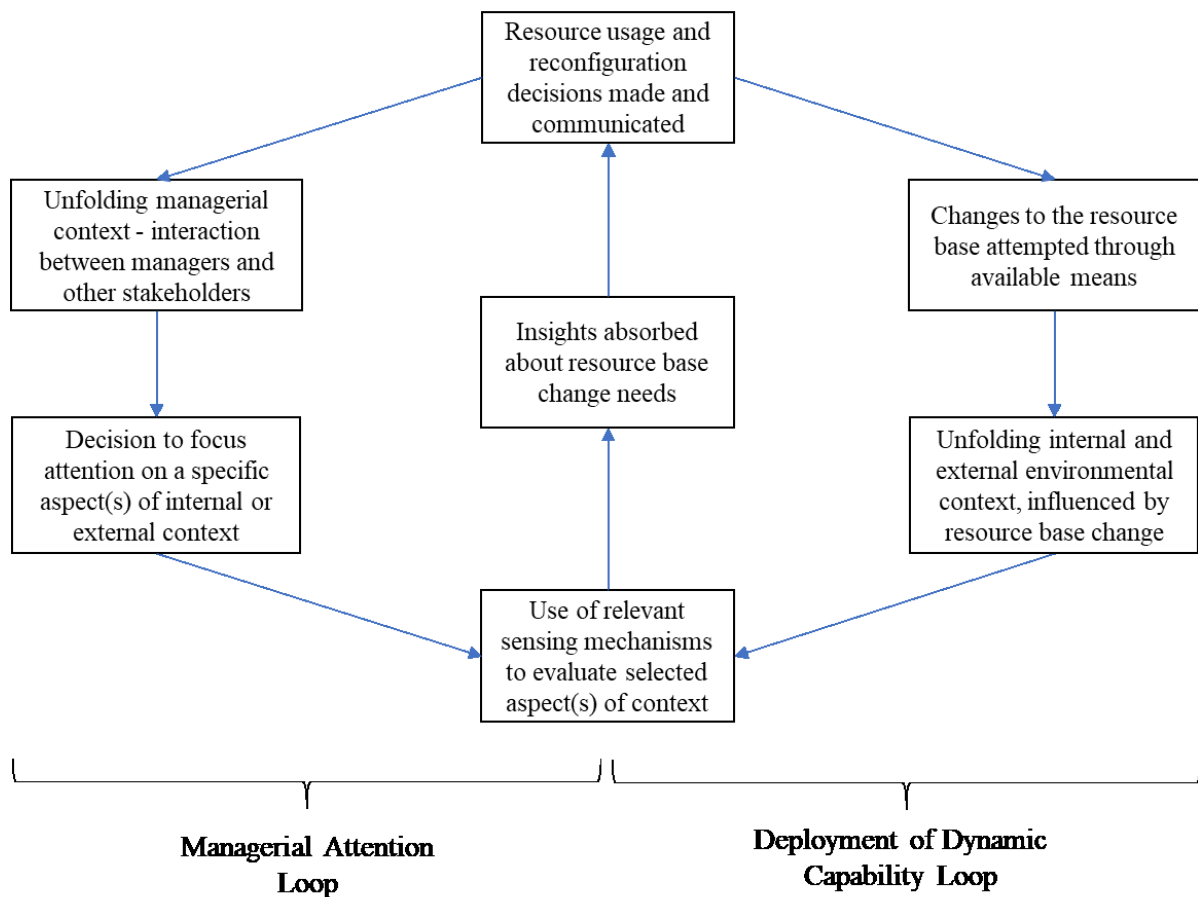 Resource usage and
reconfiguration
decisions made and
communicated
Unfolding managerial
context - interaction
between managers and
other stakeholders
Changes to the resource
base attempted through
available means
Insights absorbed
about resource base
change needs
Decision to focus
attention on a specific
aspect(s) of internal or
external context
Unfolding internal and
external environmental
context, influenced by
resource base change
Use of relevant
sensing mechanisms
to evaluate selected
aspect(s) of context
Managerial Attention
Loop
Deployment of Dynamic
Capability Loop